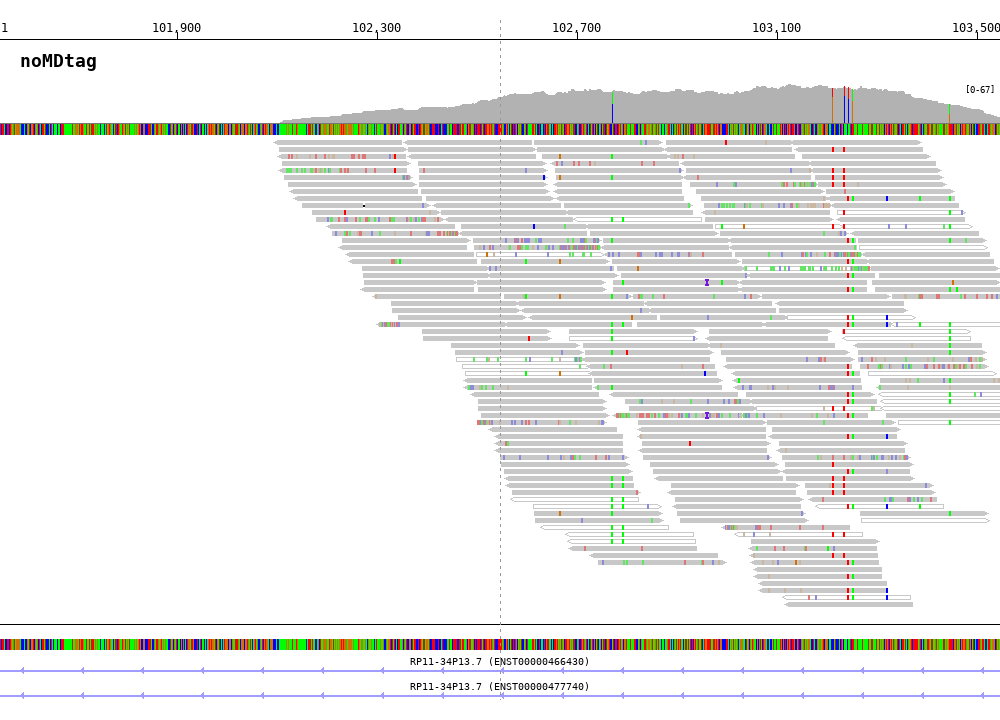 1 101,900 102,300 102,700 103,100 103,500
noMDtag
[0-67]
RP11-34P13.7 (ENST00000466430)
RP11-34P13.7 (ENST00000477740)